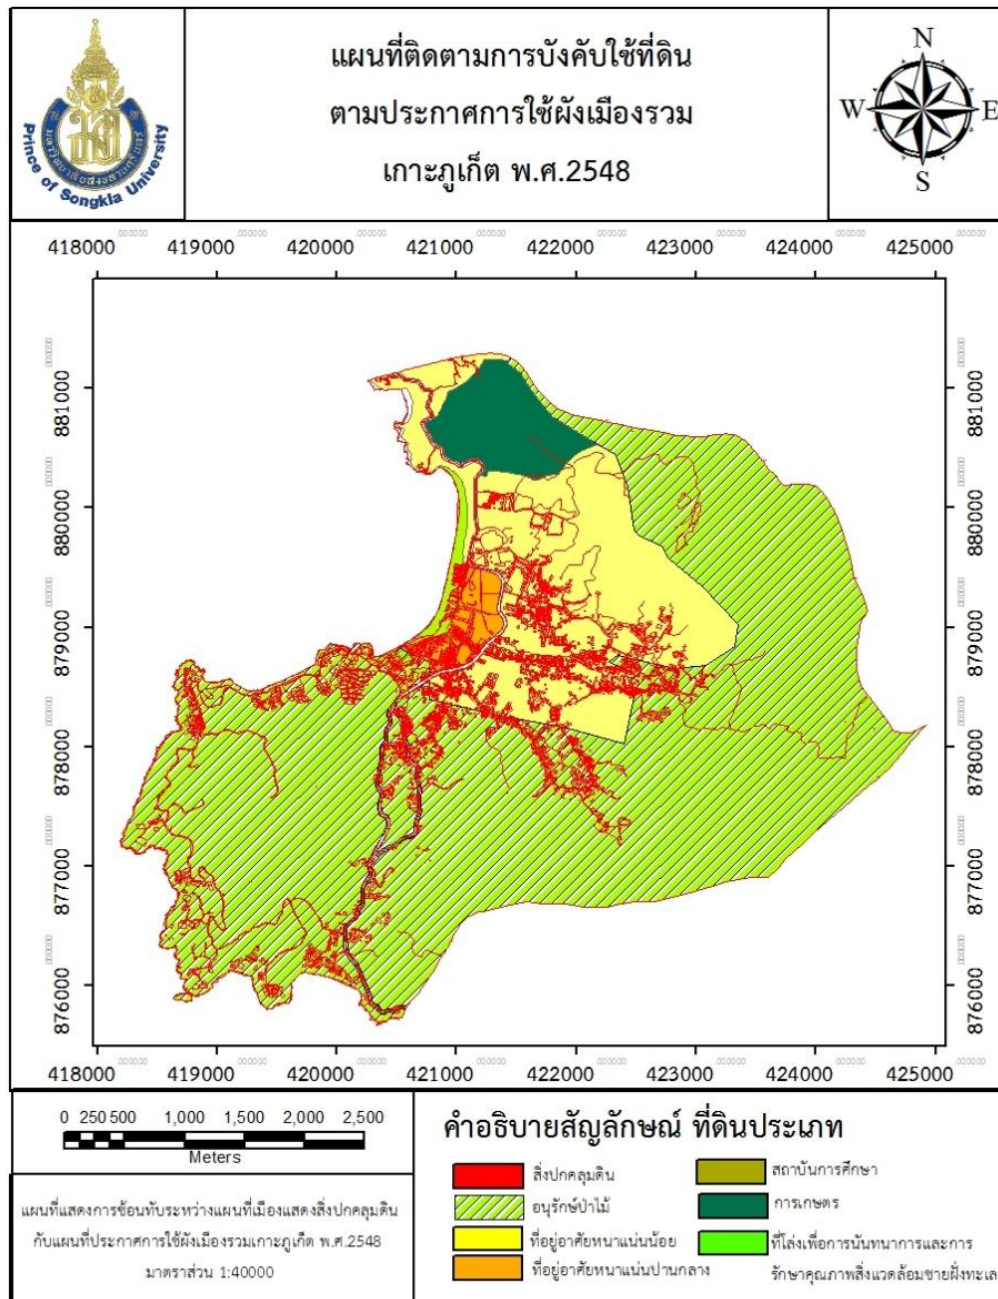 แผนที่ติดตามการบังคับใช้ที่ดิน
ตามประกาศการใช้ผังเมืองรวม
เกาะภูเก็ต พ.ศ.2548
Prince of Songkla University
N
W E
S
418000 419000 420000 421000 422000 423000 424000 425000
881000 881000
880000 880000
879000 879000
878000 878000
877000 877000
876000 876000
418000 419000 420000 421000 422000 423000 424000 425000
0 250 500 1,000 1,500 2,000 2,500
Meters
แผนที่แสดงการซ้อนทับระหว่างแผนที่เมืองแสดงสิ่งปกคลุมดิน
กับแผนที่ประกาศการใช้ผังเมืองรวมเกาะภูเก็ต พ.ศ.2548
มาตราส่วน 1:40000
คำอธิบายสัญลักษณ์ ที่ดินประเภท
สิ่งปกคลุมดิน
อนุรักษ์ป่าไม้
ที่อยู่อาศัยหนาแน่นน้อย
ที่อยู่อาศัยหนาแน่นปานกลาง
สถาบันการศึกษา
การเกษตร
ที่โล่งเพื่อการนันทนาการและการ
รักษาคุณภาพสิ่งแวดล้อมชายฝั่งทะเล